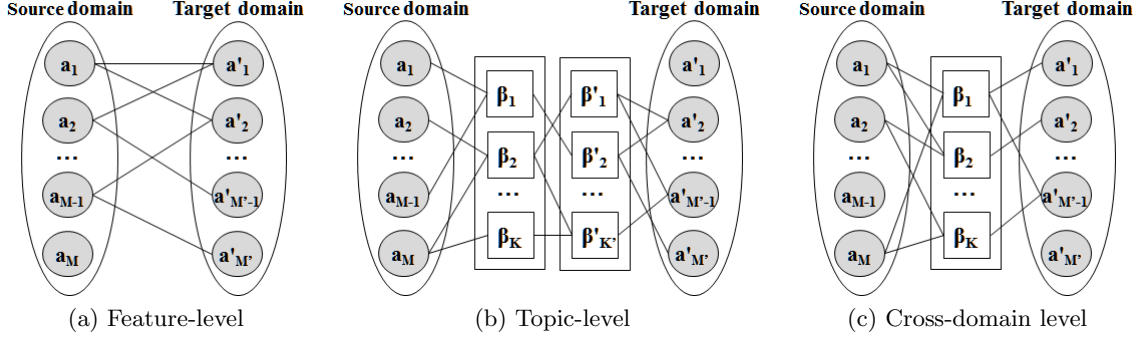 Source domain Target domain Source domain Target domain Source domain Target domain
a1 a'1 a1 β1 β'1 a'1 a1 β1 a'1
a2 a'2 a2 β2 β'2 a'2 a2 β2 a'2
... ... ... ... ... ... ... ... ...
aM-1 a'M'-1 aM-1 a'M'-1 aM-1 a'M'-1
aM a'M' aM βK β'K' a'M' aM βK a'M'
(a) Feature-level (b) Topic-level (c) Cross-domain level